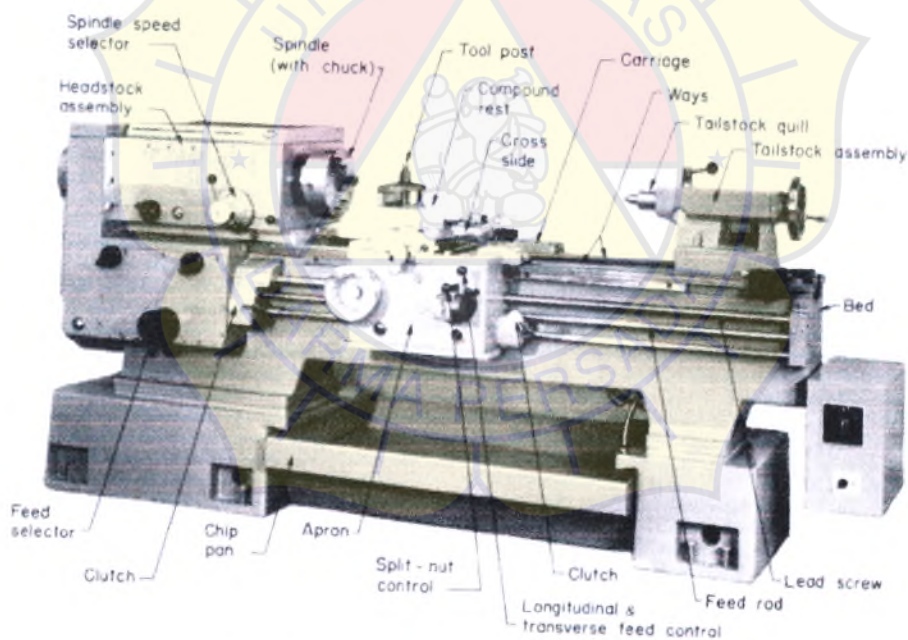 Spindle speed
selector
Spindle
(with chuck)
Tool post
Carriage
Headstock
assembly
Compound
rest
Ways
Cross
slide
Tailstock quill
Tailstock assembly
Bed
Feed
selector
Chip
pan
Apron
Clutch
Split-nut
control
Clutch
Lead screw
Feed rod
Longitudinal &
transverse feed control
PERSADA